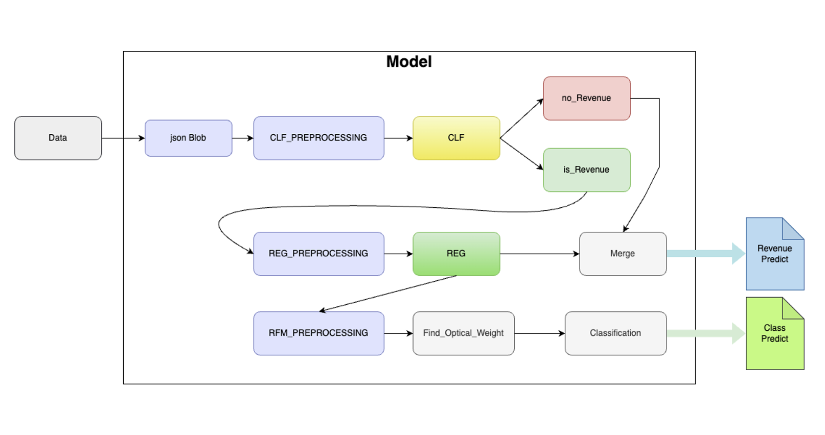 Model
no_Revenue
Data
json Blob
CLF_PREPROCESSING
CLF
is_Revenue
REG_PREPROCESSING
REG
Merge
Revenue
Predict
RFM_PREPROCESSING
Find_Optical_Weight
Classification
Class
Predict